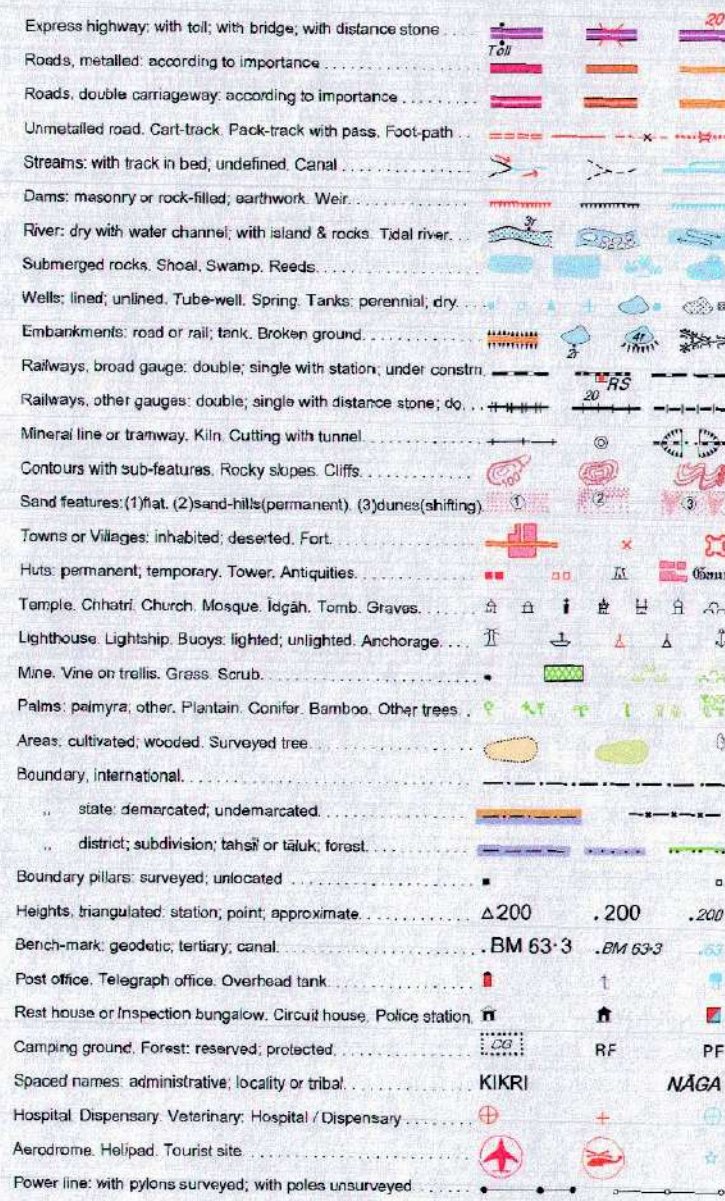 Express highway: with toll; with bridge; with distance stone
20
Toll
Roads, metalled: according to importance
Roads, double carriageway: according to importance
Unmetalled road. Cart-track. Pack-track with pass. Foot-path
Streams: with track in bed; undefined. Canal
Dams: masonry or rock-filled; earthwork. Weir
River: dry with water channel; with island & rocks. Tidal river. 3r
Submerged rocks. Shoal. Swamp. Reeds
Wells: lined; unlined. Tube-well. Spring. Tanks: perennial; dry
Embankments: road or rail; tank. Broken ground 2r 4r
Railways, broad gauge: double; single with station; under constrn. RS
Railways, other gauges: double; single with distance stone; do. 20
Mineral line or tramway. Kiln. Cutting with tunnel
Contours with sub-features. Rocky slopes. Cliffs 100
Sand features:(1)flat. (2)sand-hills(permanent). (3)dunes(shifting) 1 2 3
Towns or Villages: inhabited; deserted. Fort
Huts: permanent; temporary. Tower. Antiquities
Temple. Chhatri. Church. Mosque. Īdgāh. Tomb. Graves
Lighthouse. Lightship. Buoys: lighted; unlighted. Anchorage
Mine. Vine on trellis. Grass. Scrub
Palms: palmyra; other. Plantain. Conifer. Bamboo. Other trees
Areas: cultivated; wooded. Surveyed tree
Boundary, international
,, state: demarcated; undemarcated
,, district; subdivision; tahsīl or tāluk; forest
Boundary pillars: surveyed; unlocated
Heights, triangulated: station; point; approximate 200 .200 .200
Bench-mark: geodetic; tertiary; canal .BM 63·3 .BM 63·3 .63
Post office. Telegraph office. Overhead tank
Rest house or Inspection bungalow. Circuit house. Police station
Camping ground. Forest: reserved; protected CG RF PF
Spaced names: administrative; locality or tribal KIKRI NĀGA
Hospital. Dispensary. Veterinary: Hospital / Dispensary
Aerodrome. Helipad. Tourist site
Power line: with pylons surveyed; with poles unsurveyed